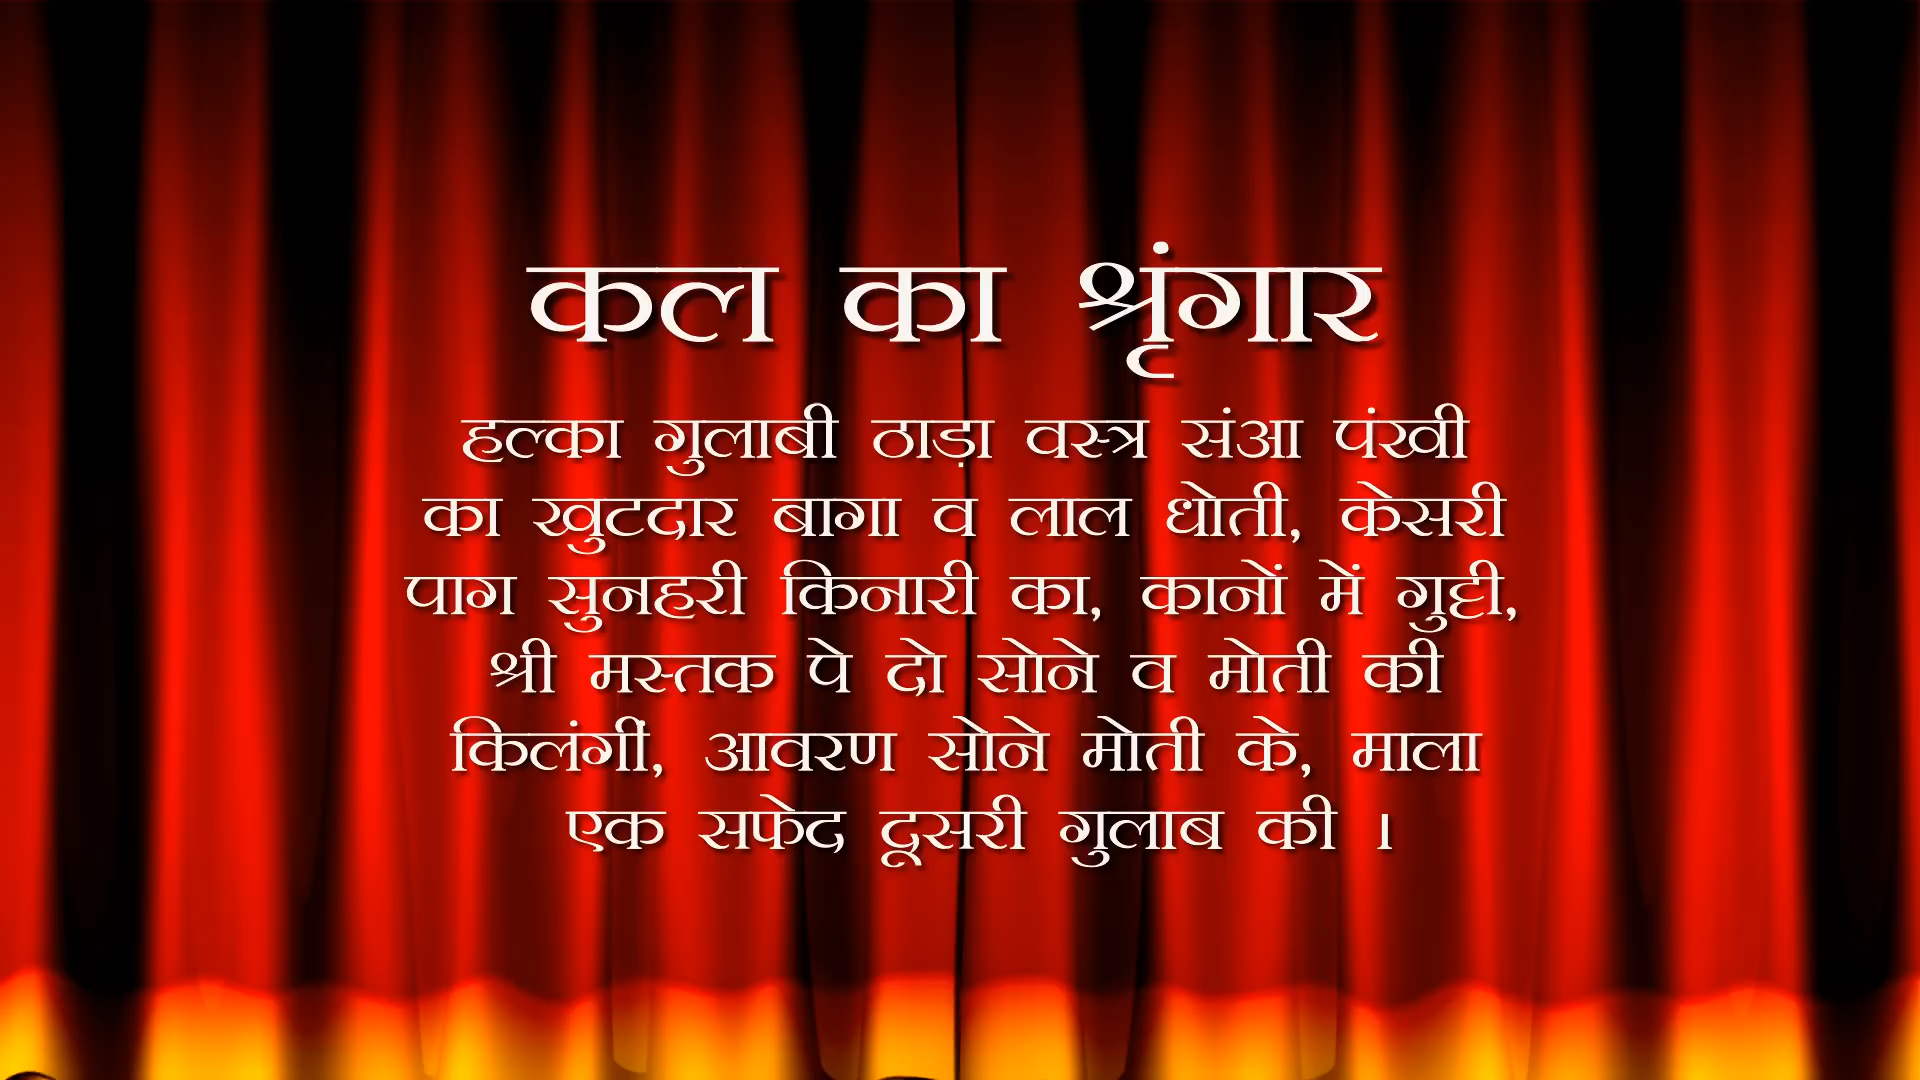 कल का श्रृंगार
हल्का गुलाबी ठाड़ा वस्त्र संआ पंखी
का खुटदार बागा व लाल धोती, केसरी
पाग सुनहरी किनारी का, कानों में गुट्टी,
श्री मस्तक पे दो सोने व मोती की
किलंगीं, आवरण सोने मोती के, माला
एक सफेद दूसरी गुलाब की ।